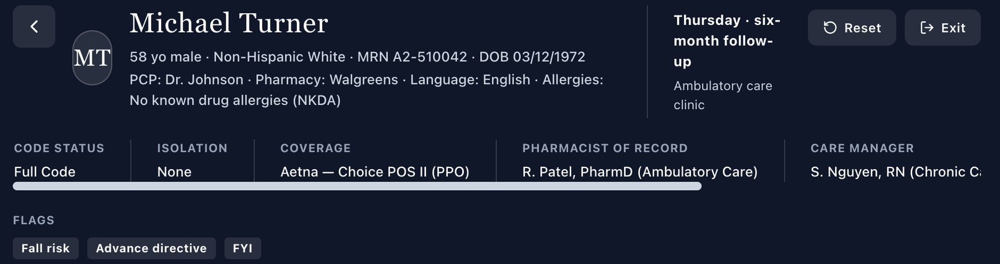 MT
Michael Turner
58 yo male · Non-Hispanic White · MRN A2-510042 · DOB 03/12/1972
PCP: Dr. Johnson · Pharmacy: Walgreens · Language: English · Allergies:
No known drug allergies (NKDA)
Thursday · six-
month follow-
up
Ambulatory care
clinic
Reset
Exit
CODE STATUS
Full Code
ISOLATION
None
COVERAGE
Aetna — Choice POS II (PPO)
PHARMACIST OF RECORD
R. Patel, PharmD (Ambulatory Care)
CARE MANAGER
S. Nguyen, RN (Chronic
FLAGS
Fall risk
Advance directive
FYI